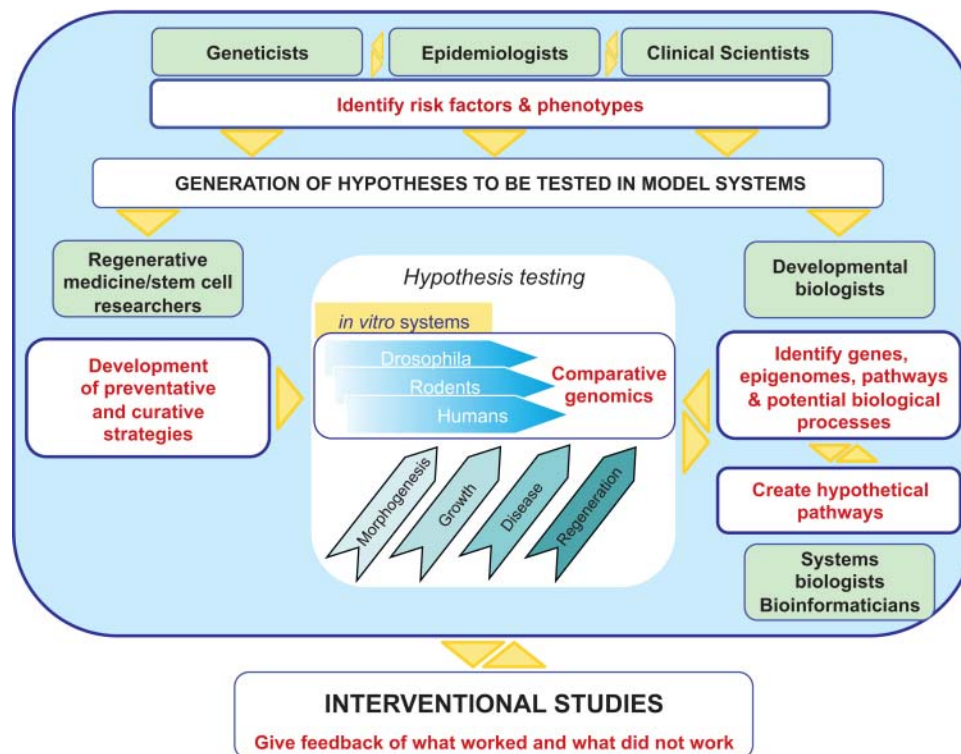 Geneticists
Epidemiologists
Clinical Scientists
Identify risk factors & phenotypes
GENERATION OF HYPOTHESES TO BE TESTED IN MODEL SYSTEMS
Regenerative
medicine/stem cell
researchers
Development
of preventative
and curative
strategies
Hypothesis testing
in vitro systems
Drosophila
Rodents
Humans
Comparative
genomics
Morphogenesis
Growth
Disease
Regeneration
Developmental
biologists
Identify genes,
epigenomes, pathways
& potential biological
processes
Create hypothetical
pathways
Systems
biologists
Bioinformaticians
INTERVENTIONAL STUDIES
Give feedback of what worked and what did not work